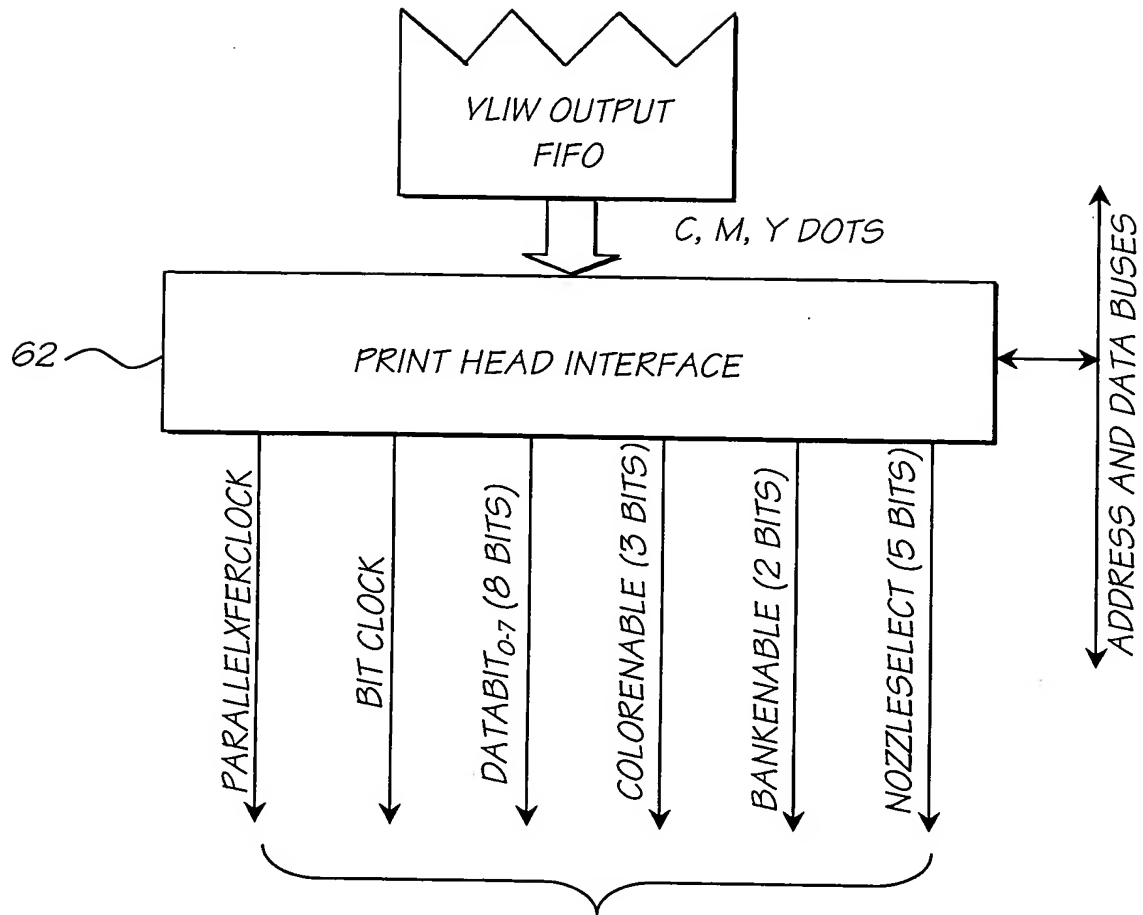 YLIW OUTPUT
FIFO
C, M, Y DOTS
62
PRINT HEAD INTERFACE
ADDRESS AND DATA BUSES
PARALLELXFERCLOCK
BIT CLOCK
DATABIT0-7 (8 BITS)
COLORENABLE (3 BITS)
BANKENABLE (2 BITS)
NOZZLESELECT (5 BITS)